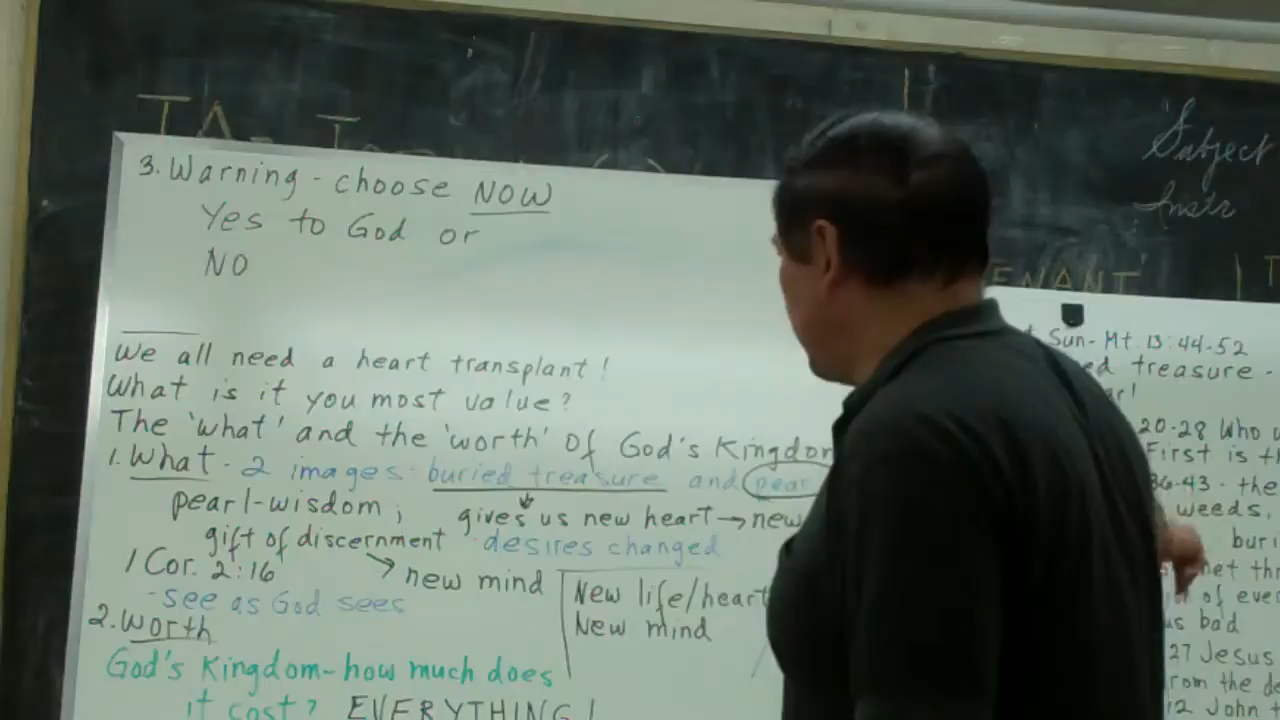 Subject
Instr
ENANT
3. Warning - choose NOW
Yes to God or
NO
We all need a heart transplant!
What is it you most value?
The 'what' and the 'worth' of God's Kingdom
1. What - 2 images: buried treasure and pear
pearl-wisdom; gives us new heart → new
gift of discernment desires changed
1 Cor. 2:16 → new mind
-see as God sees
New life/heart
New mind
2. Worth
God's Kingdom - how much does
it cost? EVERYTHING!
Sun- Mt. 13:44-52
treasure -
20-28 Who
First is
36-43 - the
weeds,
buri
net
of
us bad
27 Jesus
rom the
12 John